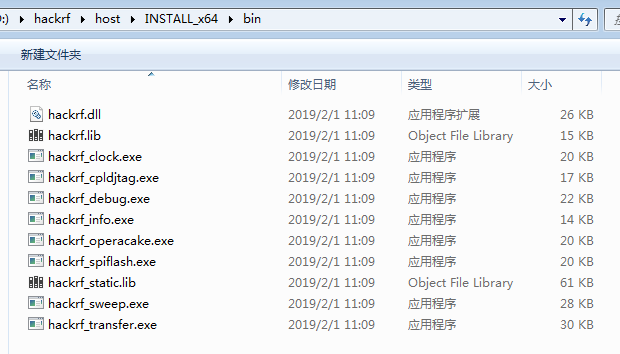 :) hackrf host INSTALL_x64 bin
新建文件夹
名称 修改日期 类型 大小
hackrf.dll 2019/2/1 11:09 应用程序扩展 26 KB
hackrf.lib 2019/2/1 11:09 Object File Library 15 KB
hackrf_clock.exe 2019/2/1 11:09 应用程序 20 KB
hackrf_cpldjtag.exe 2019/2/1 11:09 应用程序 17 KB
hackrf_debug.exe 2019/2/1 11:09 应用程序 22 KB
hackrf_info.exe 2019/2/1 11:09 应用程序 14 KB
hackrf_operacake.exe 2019/2/1 11:09 应用程序 20 KB
hackrf_spiflash.exe 2019/2/1 11:09 应用程序 20 KB
hackrf_static.lib 2019/2/1 11:09 Object File Library 61 KB
hackrf_sweep.exe 2019/2/1 11:09 应用程序 28 KB
hackrf_transfer.exe 2019/2/1 11:09 应用程序 30 KB